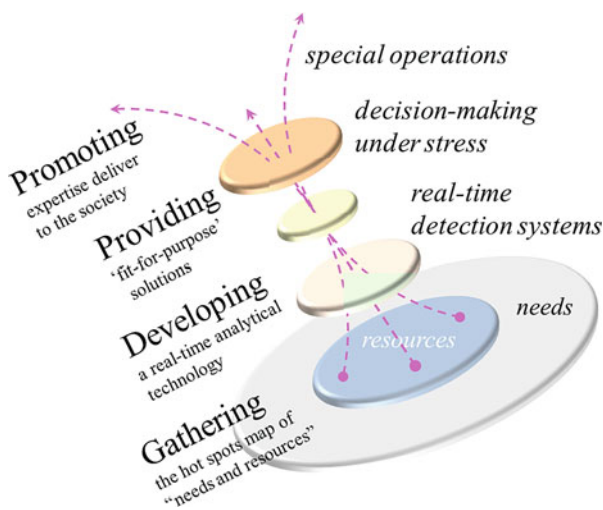 special operations
decision-making
under stress
real-time
detection systems
needs
resources
Promoting
expertise deliver
to the society
Providing
‘fit-for-purpose’
solutions
Developing
a real-time analytical
technology
Gathering
the hot spots map of
“needs and resources”